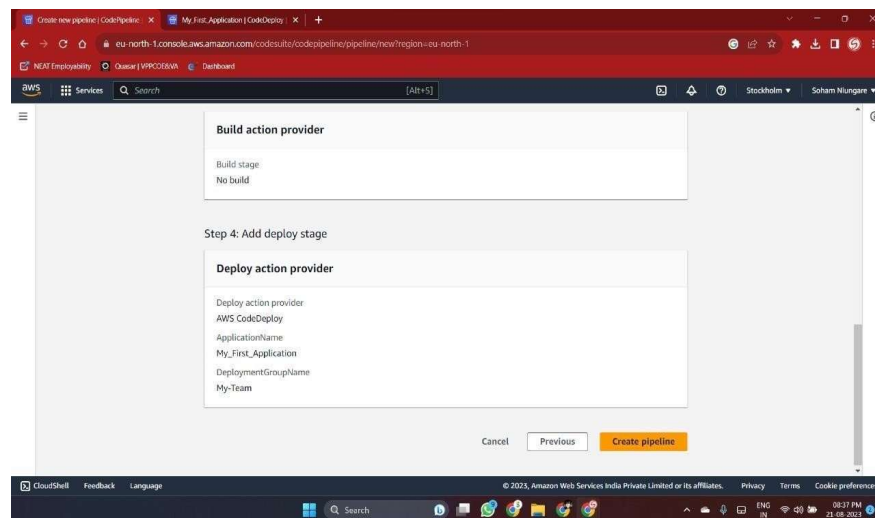 Create new pipeline | CodePipeline
My_First_Application | CodeDeploy |
eu-north-1.console.aws.amazon.com/codesuite/codepipeline/pipeline/new?region=eu-north-1
NEAT Employability
Quasar | VPPCOE&VA
Dashboard
aws
Services
Search
[Alt+S]
Stockholm
Soham Niungare
Build action provider
Build stage
No build
Step 4: Add deploy stage
Deploy action provider
Deploy action provider
AWS CodeDeploy
ApplicationName
My_First_Application
DeploymentGroupName
My-Team
Cancel
Previous
Create pipeline
CloudShell
Feedback
Language
© 2023, Amazon Web Services India Private Limited or its affiliates.
Privacy
Terms
Cookie preference
Search
ENG
IN
08:37 PM
21-08-2023